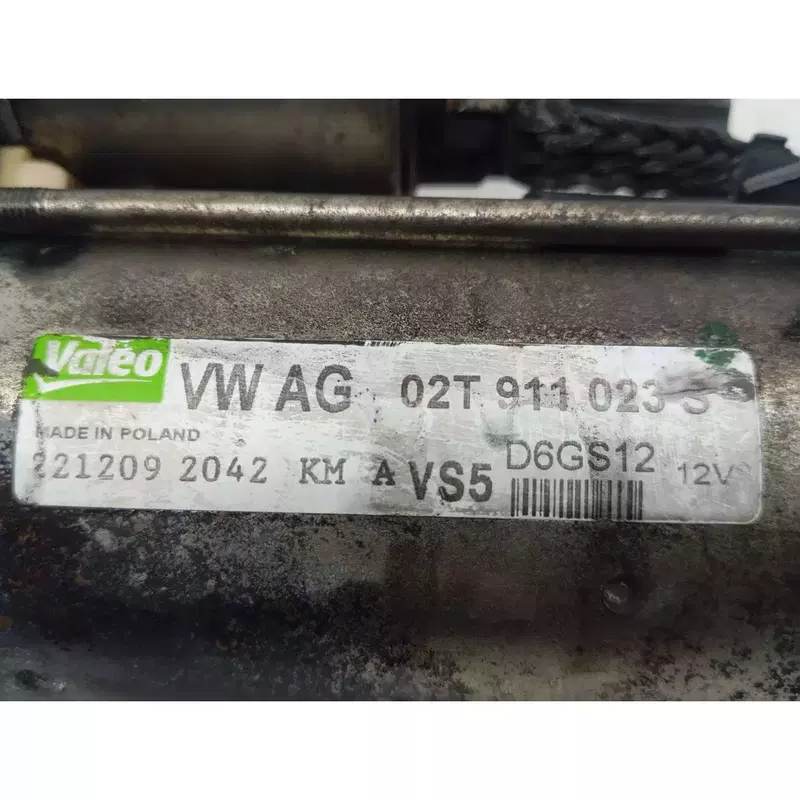 Valeo
VW AG 02T 911 023 S
MADE IN POLAND
221209 2042 KM A VS5 D6GS12 12V